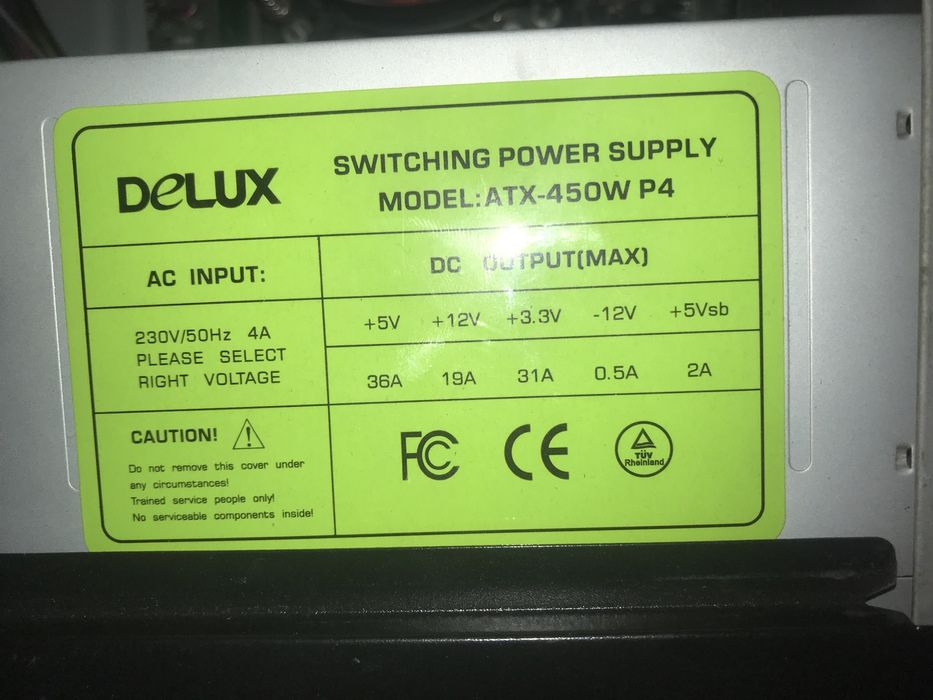 DeLUX
SWITCHING POWER SUPPLY
MODEL:ATX-450W P4
AC INPUT:
230V/50Hz 4A
PLEASE SELECT
RIGHT VOLTAGE
DC OUTPUT(MAX)
+5V +12V +3.3V -12V +5Vsb
36A 19A 31A 0.5A 2A
CAUTION!
Do not remove this cover under
any circumstances!
Trained service people only!
No serviceable components inside!
FC CE
TÜV
Rheinland